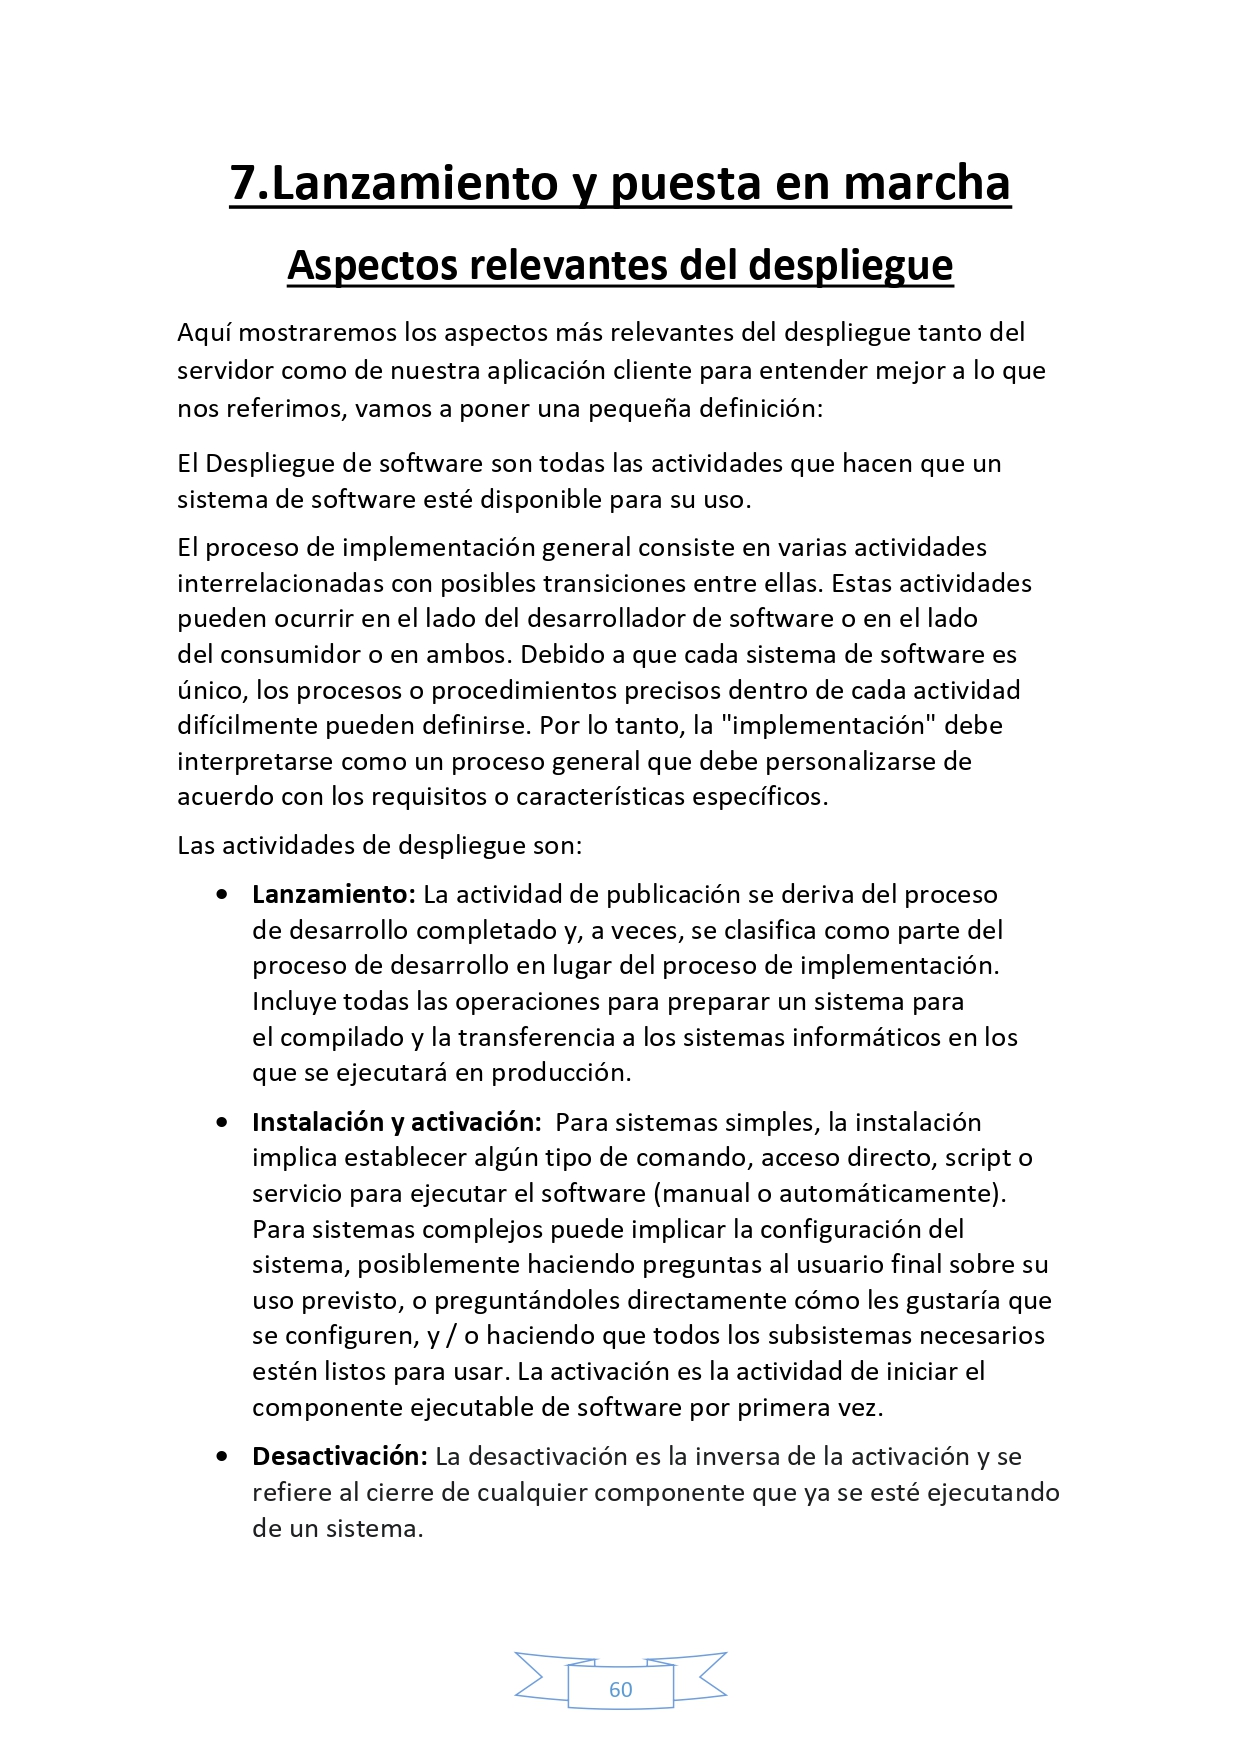 7.Lanzamiento y puesta en marcha
Aspectos relevantes del despliegue
Aquí mostraremos los aspectos más relevantes del despliegue tanto del
servidor como de nuestra aplicación cliente para entender mejor a lo que
nos referimos, vamos a poner una pequeña definición:
El Despliegue de software son todas las actividades que hacen que un
sistema de software esté disponible para su uso.
El proceso de implementación general consiste en varias actividades
interrelacionadas con posibles transiciones entre ellas. Estas actividades
pueden ocurrir en el lado del desarrollador de software o en el lado
del consumidor o en ambos. Debido a que cada sistema de software es
único, los procesos o procedimientos precisos dentro de cada actividad
difícilmente pueden definirse. Por lo tanto, la "implementación" debe
interpretarse como un proceso general que debe personalizarse de
acuerdo con los requisitos o características específicos.
Las actividades de despliegue son:
• Lanzamiento: La actividad de publicación se deriva del proceso
de desarrollo completado y, a veces, se clasifica como parte del
proceso de desarrollo en lugar del proceso de implementación.
Incluye todas las operaciones para preparar un sistema para
el compilado y la transferencia a los sistemas informáticos en los
que se ejecutará en producción.
• Instalación y activación:  Para sistemas simples, la instalación
implica establecer algún tipo de comando, acceso directo, script o
servicio para ejecutar el software (manual o automáticamente).
Para sistemas complejos puede implicar la configuración del
sistema, posiblemente haciendo preguntas al usuario final sobre su
uso previsto, o preguntándoles directamente cómo les gustaría que
se configuren, y / o haciendo que todos los subsistemas necesarios
estén listos para usar. La activación es la actividad de iniciar el
componente ejecutable de software por primera vez.
• Desactivación: La desactivación es la inversa de la activación y se
refiere al cierre de cualquier componente que ya se esté ejecutando
de un sistema.
60